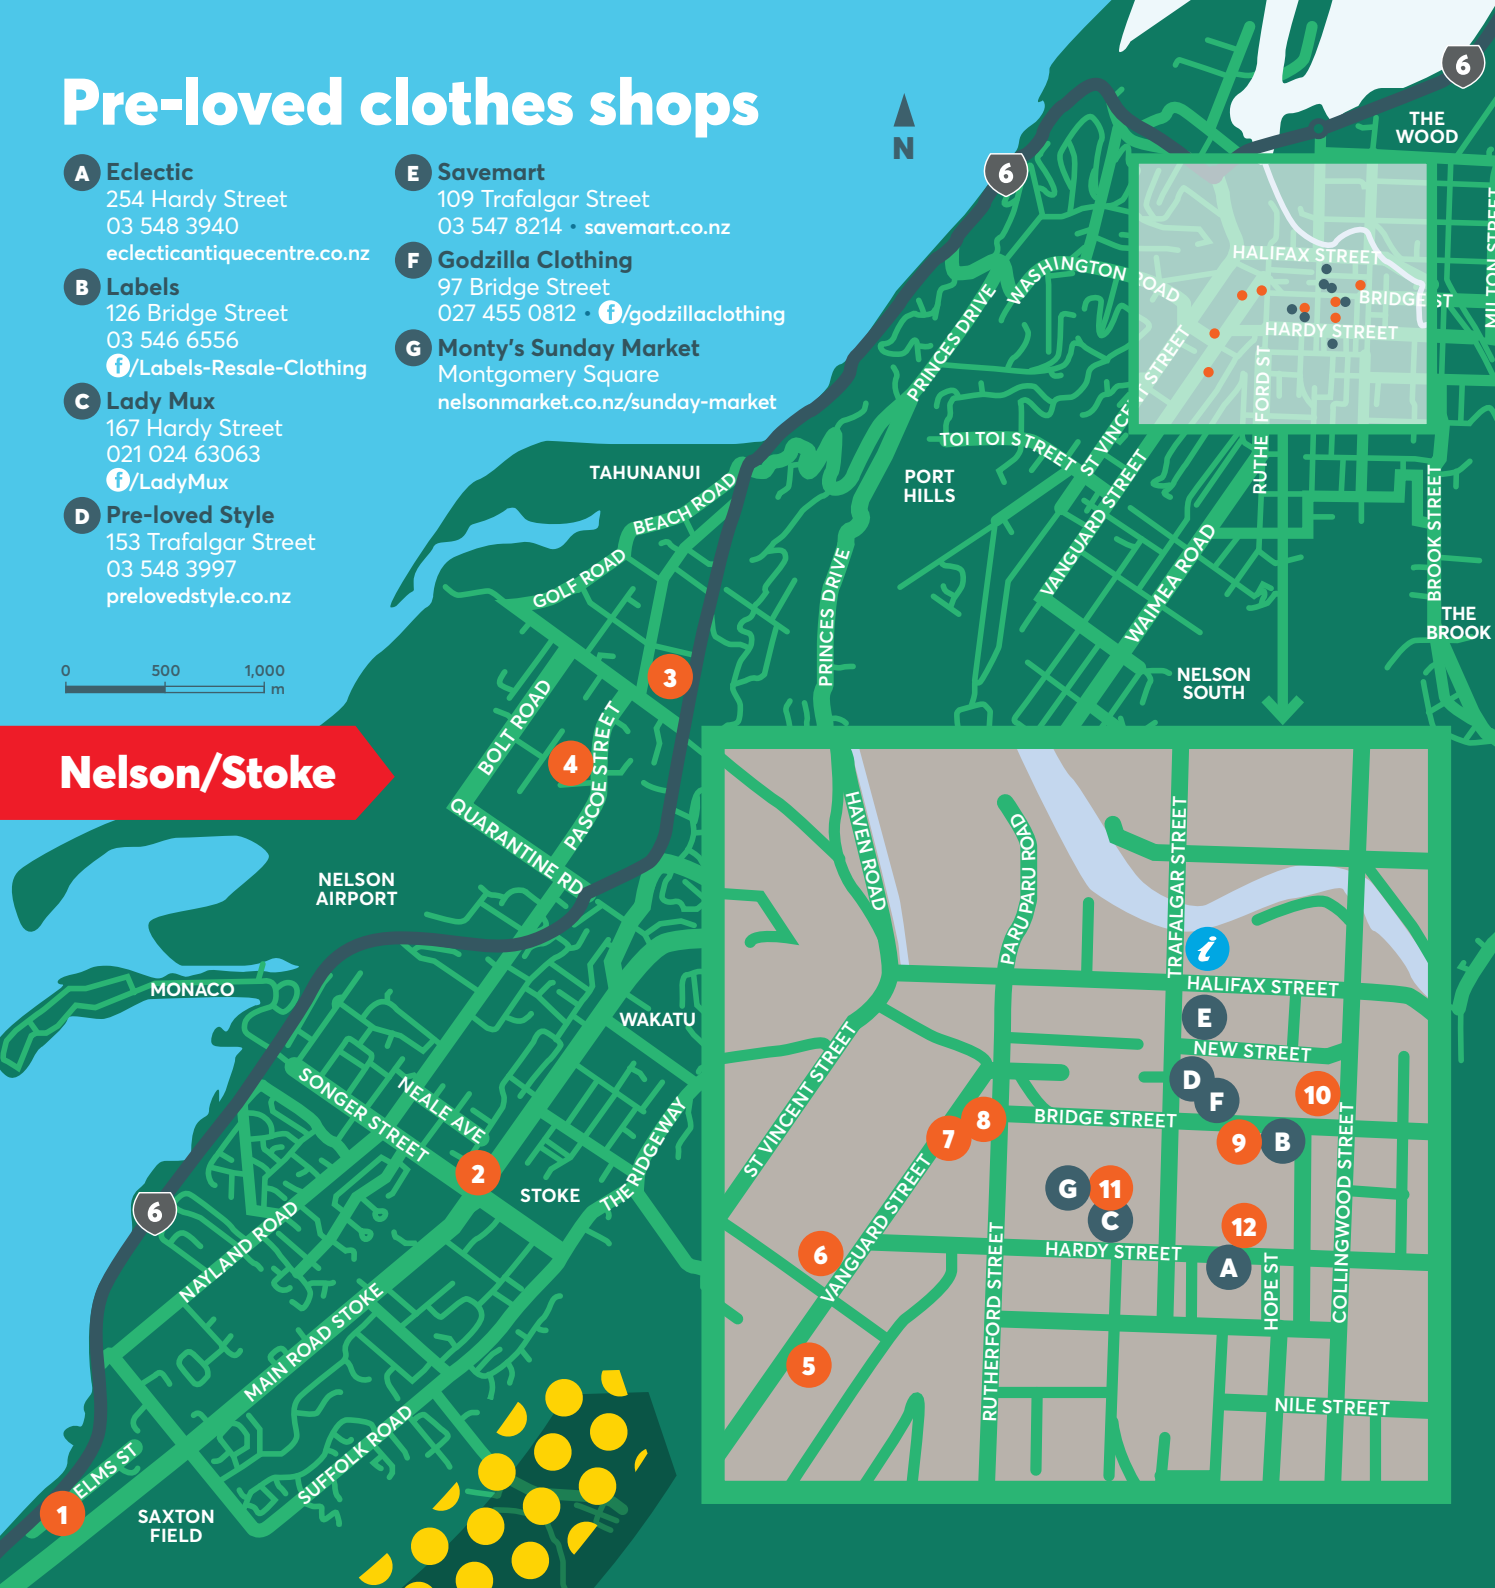 Pre-loved clothes shops
A Eclectic
254 Hardy Street
03 548 3940
eclecticantiquecentre.co.nz
B Labels
126 Bridge Street
03 546 6556
f/Labels-Resale-Clothing
C Lady Mux
167 Hardy Street
021 024 63063
f/LadyMux
D Pre-loved Style
153 Trafalgar Street
03 548 3997
prelovedstyle.co.nz
E Savemart
109 Trafalgar Street
03 547 8214 • savemart.co.nz
F Godzilla Clothing
97 Bridge Street
027 455 0812 • f/godzillaclothing
G Monty's Sunday Market
Montgomery Square
nelsonmarket.co.nz/sunday-market
N
0 500 1,000
m
Nelson/Stoke
6
6
THE
WOOD
MILTON STREET
WASHINGTON ROAD
HALIFAX STREET
BRIDGE ST
HARDY STREET
PRINCES DRIVE
ST VINCENT STREET
RUTHERFORD ST
TOI TOI STREET
TAHUNANUI
BEACH ROAD
PORT
HILLS
VANGUARD STREET
BROOK STREET
GOLF ROAD
PRINCES DRIVE
WAIMEA ROAD
THE
BROOK
NELSON
SOUTH
3
BOLT ROAD
4
PASCOE STREET
QUARANTINE RD
NELSON
AIRPORT
MONACO
WAKATU
SONGER STREET
NEALE AVE
2
STOKE
THE RIDGEWAY
6
NAYLAND ROAD
MAIN ROAD STOKE
SUFFOLK ROAD
ELMS ST
1
SAXTON
FIELD
HAVEN ROAD
PARU PARU ROAD
TRAFALGAR STREET
i
HALIFAX STREET
E
NEW STREET
ST VINCENT STREET
D
F
10
8
7
BRIDGE STREET
9
B
G
11
C
VANGUARD STREET
COLLINGWOOD STREET
12
6
HARDY STREET
A
RUTHERFORD STREET
HOPE ST
5
NILE STREET